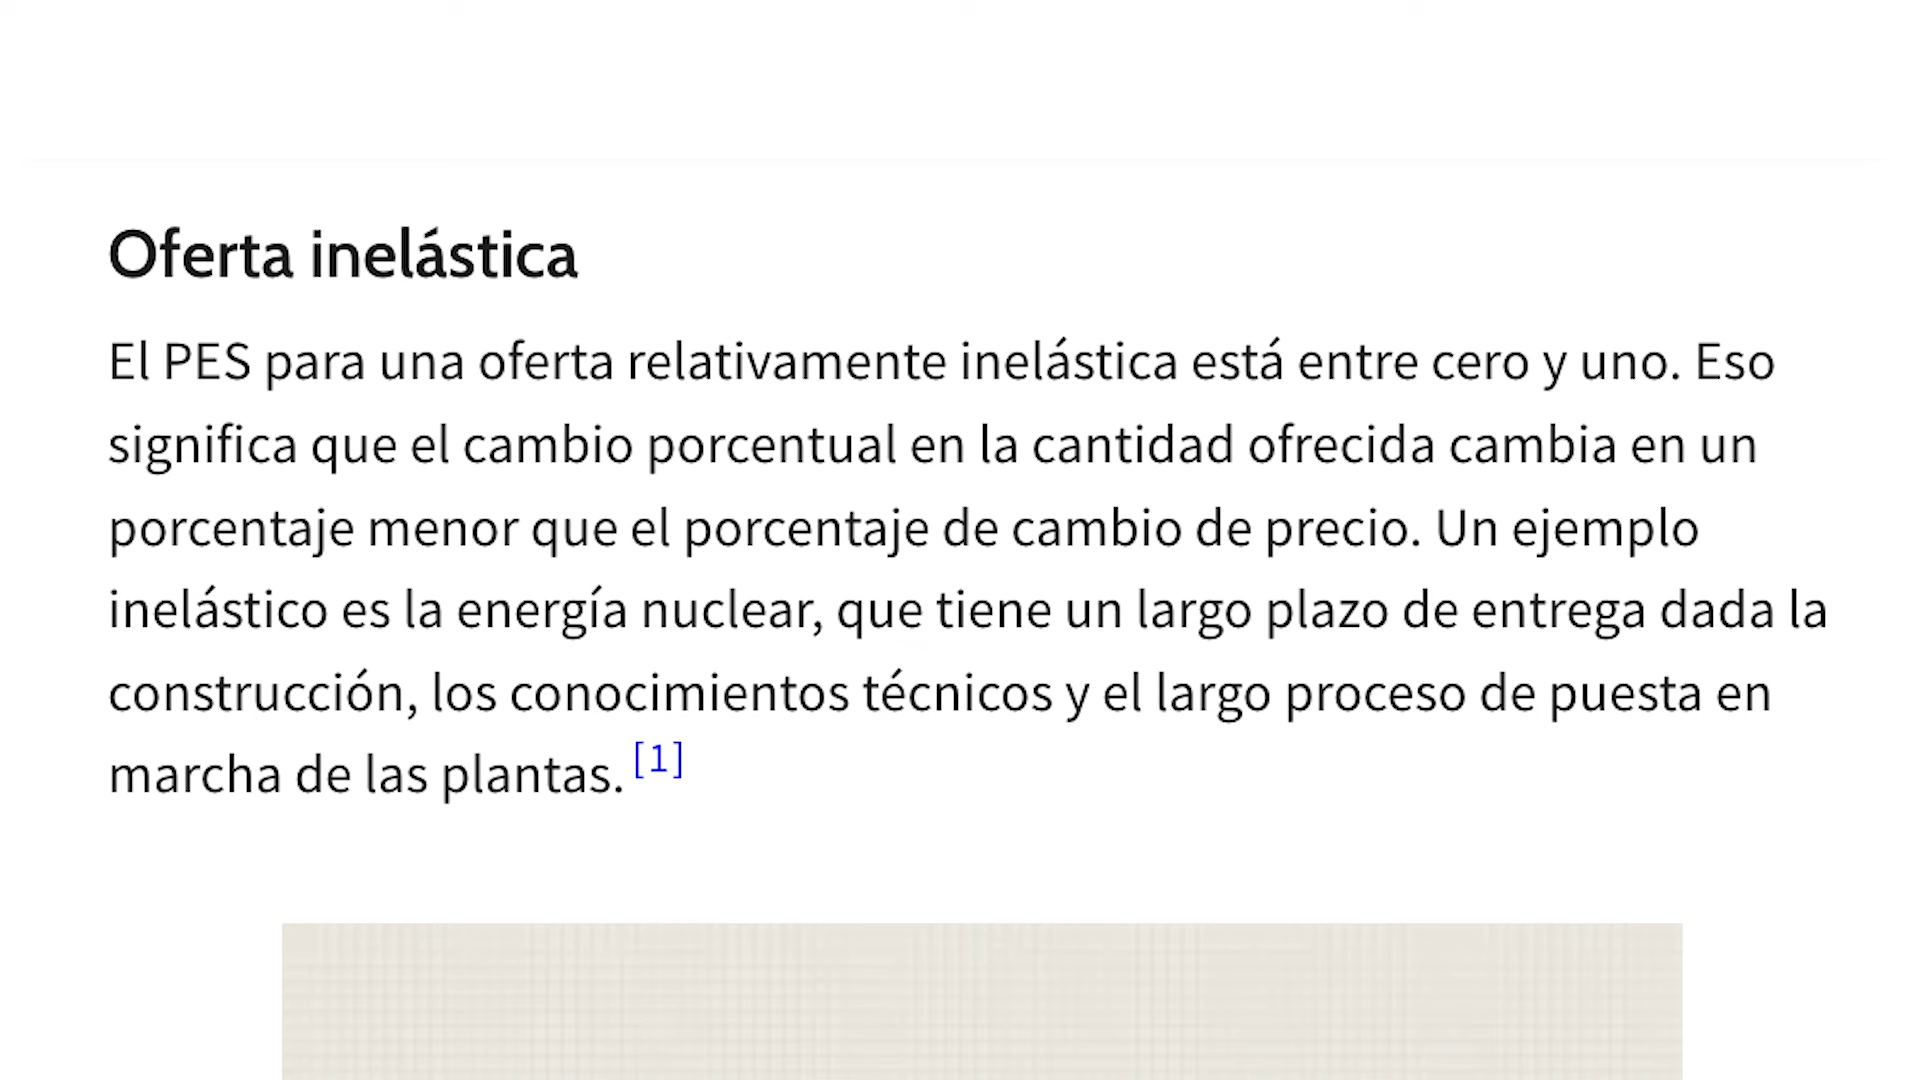 Oferta inelástica
El PES para una oferta relativamente inelástica está entre cero y uno. Eso
significa que el cambio porcentual en la cantidad ofrecida cambia en un
porcentaje menor que el porcentaje de cambio de precio. Un ejemplo
inelástico es la energía nuclear, que tiene un largo plazo de entrega dada la
construcción, los conocimientos técnicos y el largo proceso de puesta en
marcha de las plantas. [1]